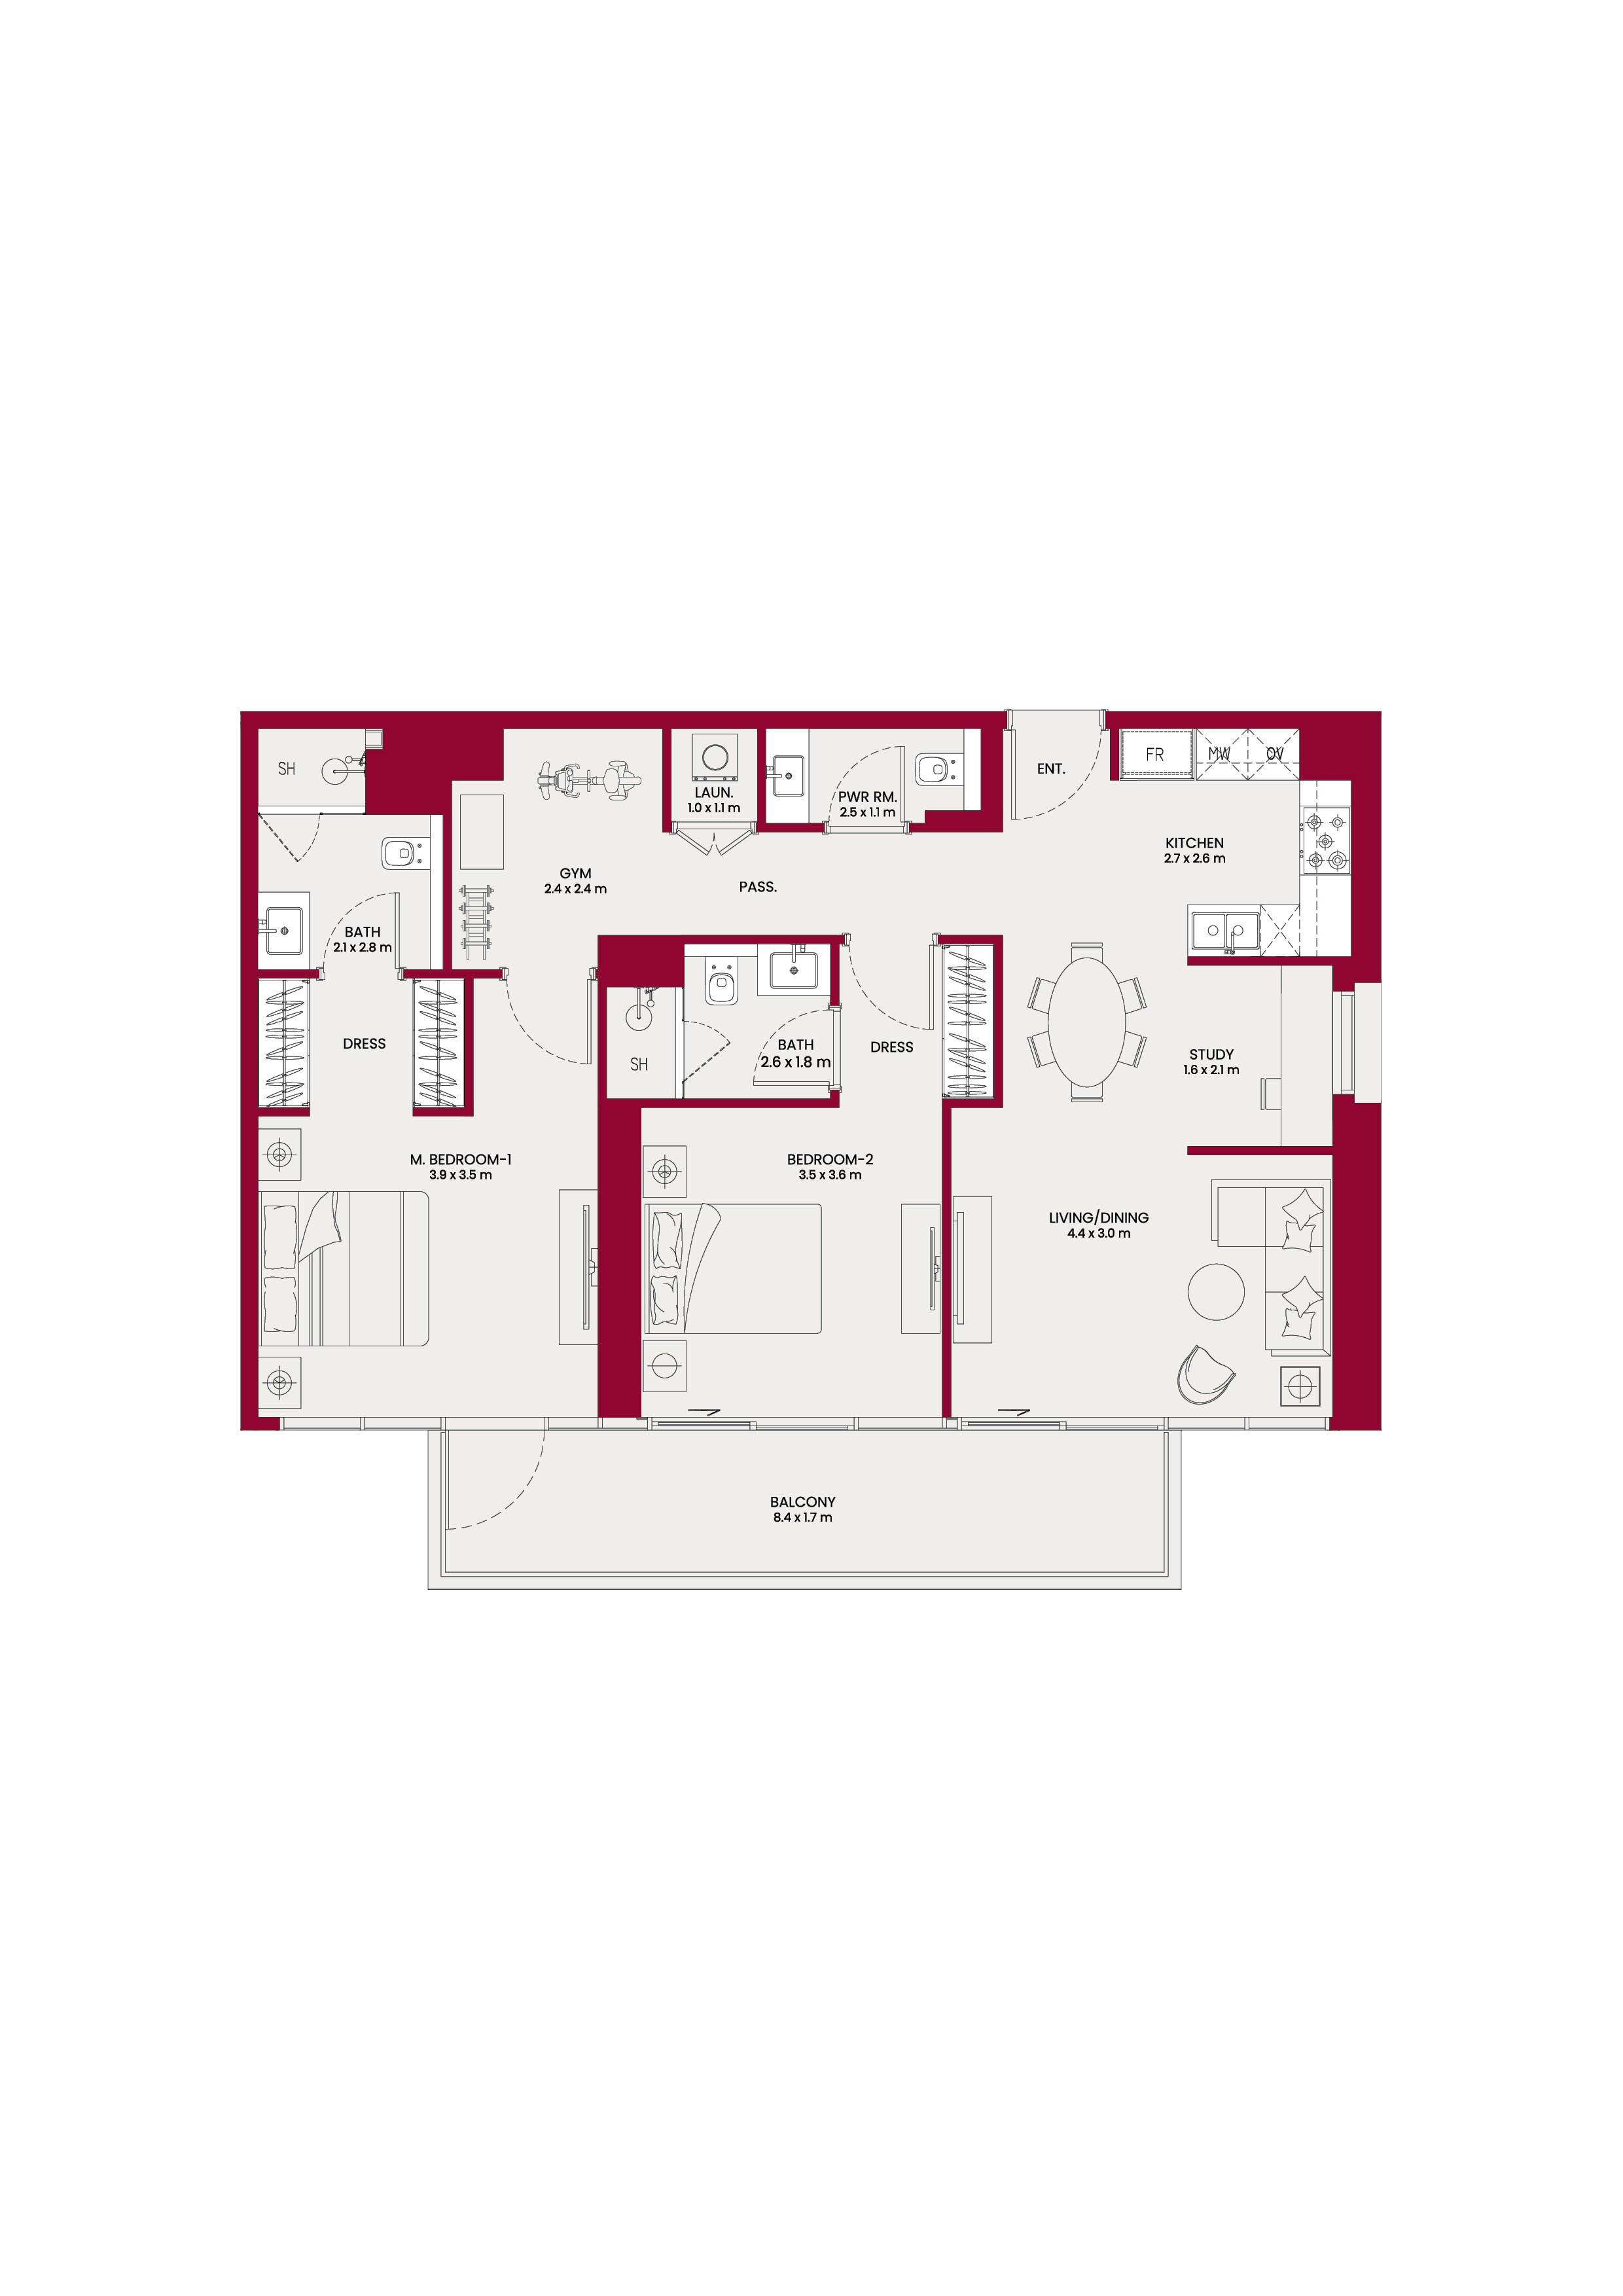 SH
FR
MW
OV
ENT.
LAUN.
1.0 x 1.1 m
PWR RM.
2.5 x 1.1 m
KITCHEN
2.7 x 2.6 m
GYM
2.4 x 2.4 m
PASS.
BATH
2.1 x 2.8 m
DRESS
BATH
2.6 x 1.8 m
SH
DRESS
STUDY
1.6 x 2.1 m
M. BEDROOM-1
3.9 x 3.5 m
BEDROOM-2
3.5 x 3.6 m
LIVING/DINING
4.4 x 3.0 m
BALCONY
8.4 x 1.7 m